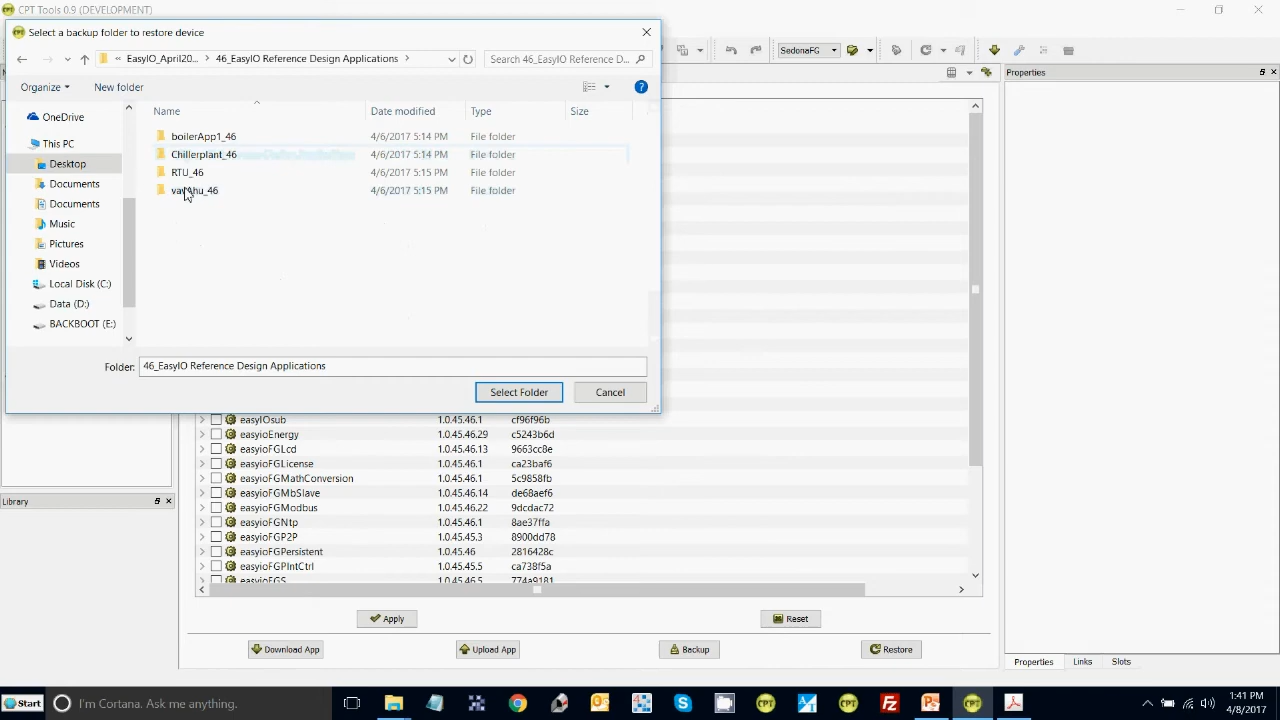 CPT Tools 0.9 (DEVELOPMENT)
Select a backup folder to restore device
« EasyIO_April20... > 46_EasyIO Reference Design Applications >
Search 46_EasyIO Reference D...
SedonaFG
Organize
New folder
Properties
Name
Date modified
Type
Size
OneDrive
This PC
Desktop
Documents
Documents
Music
Pictures
Videos
Local Disk (C:)
Data (D:)
BACKBOOT (E:)
boilerApp1_46 4/6/2017 5:14 PM File folder
Chillerplant_46 4/6/2017 5:14 PM File folder
RTU_46 4/6/2017 5:15 PM File folder
4/6/2017 5:15 PM File folder
Folder: 46_EasyIO Reference Design Applications
Select Folder
Cancel
easyIOsub 1.0.45.46.1 cf96f96b
easyioEnergy 1.0.45.46.29 c5243b6d
easyioFGLcd 1.0.45.46.13 9663cc8e
easyioFGLicense 1.0.45.46.1 ca23baf6
easyioFGMathConversion 1.0.45.46.1 5c9858fb
easyioFGMbSlave 1.0.45.46.14 de68aef6
easyioFGModbus 1.0.45.46.22 9dcdac72
easyioFGNtp 1.0.45.46.1 8ae37ffa
easyioFGP2P 1.0.45.45.3 8900dd78
easyioFGPersistent 1.0.45.46 2816428c
easyioFGPIntCtrl 1.0.45.45.5 ca738f5a
easyioFGS 1.0.45.46.5 774a9181
Library
Apply
Reset
Download App
Upload App
Backup
Restore
Properties
Links
Slots
Start
I'm Cortana. Ask me anything.
1:41 PM
4/8/2017